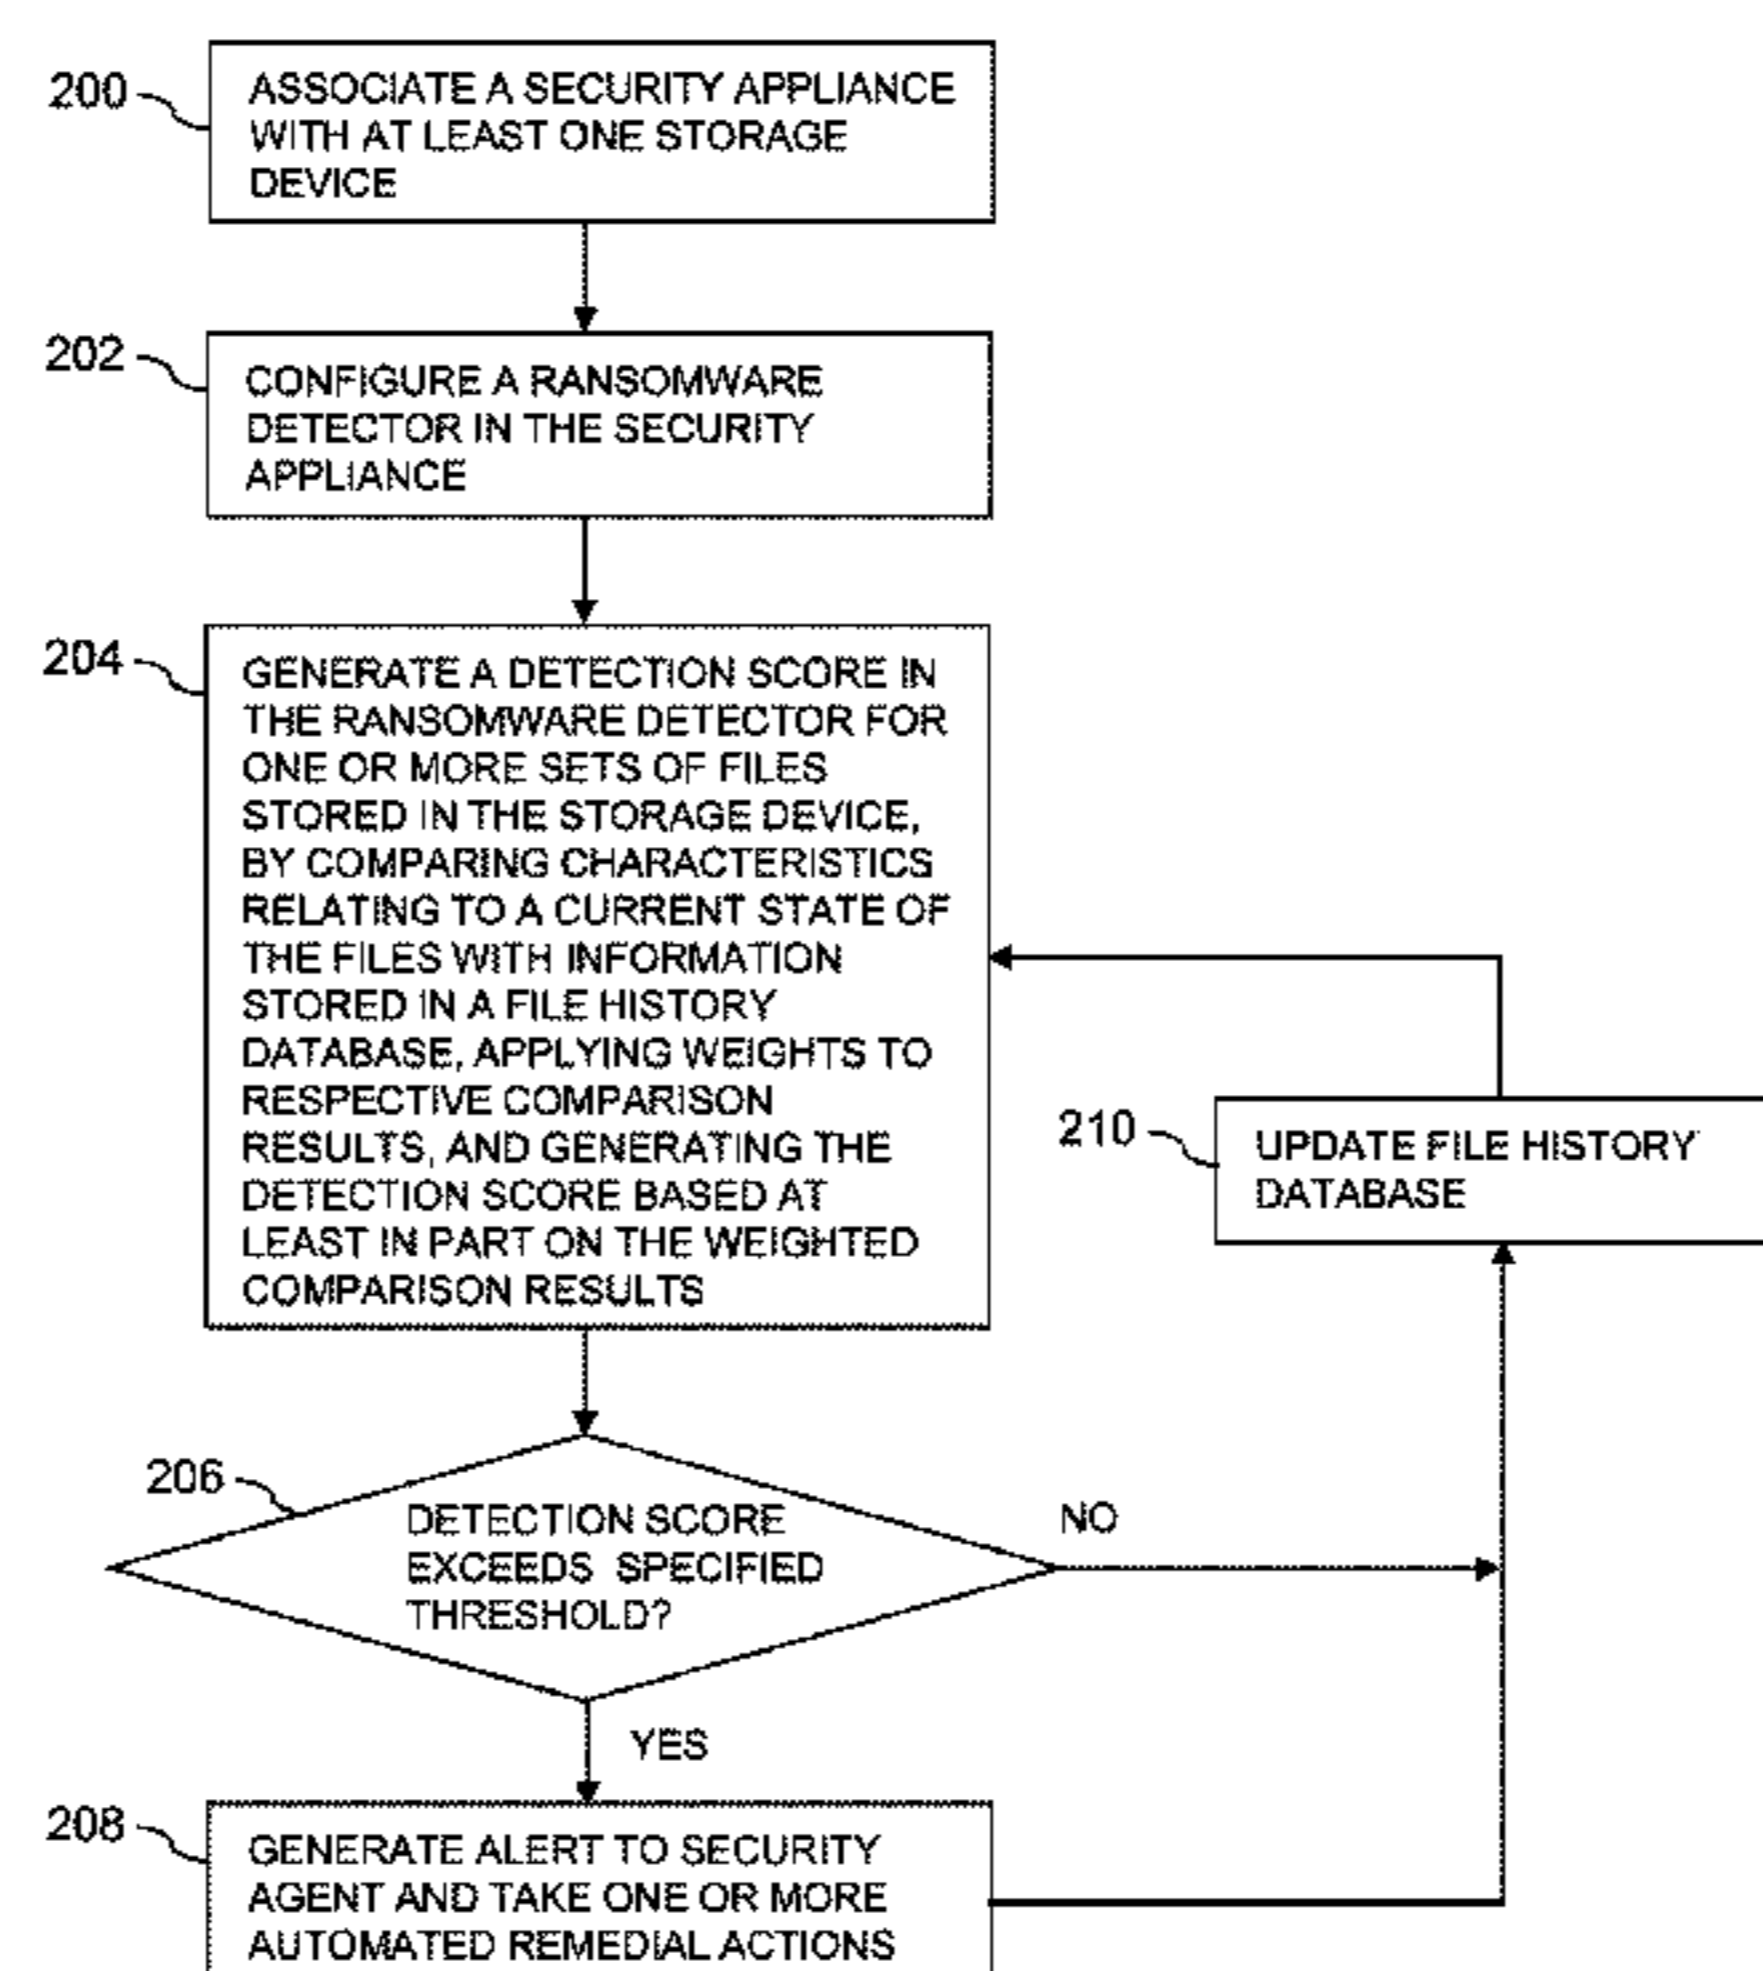 200
ASSOCIATE A SECURITY APPLIANCE
WITH AT LEAST ONE STORAGE
DEVICE
202
CONFIGURE A RANSOMWARE
DETECTOR IN THE SECURITY
APPLIANCE
204
GENERATE A DETECTION SCORE IN
THE RANSOMWARE DETECTOR FOR
ONE OR MORE SETS OF FILES
STORED IN THE STORAGE DEVICE,
BY COMPARING CHARACTERISTICS
RELATING TO A CURRENT STATE OF
THE FILES WITH INFORMATION
STORED IN A FILE HISTORY
DATABASE, APPLYING WEIGHTS TO
RESPECTIVE COMPARISON
RESULTS, AND GENERATING THE
DETECTION SCORE BASED AT
LEAST IN PART ON THE WEIGHTED
COMPARISON RESULTS
210
UPDATE FILE HISTORY
DATABASE
206
DETECTION SCORE
EXCEEDS SPECIFIED
THRESHOLD?
NO
YES
208
GENERATE ALERT TO SECURITY
AGENT AND TAKE ONE OR MORE
AUTOMATED REMEDIAL ACTIONS